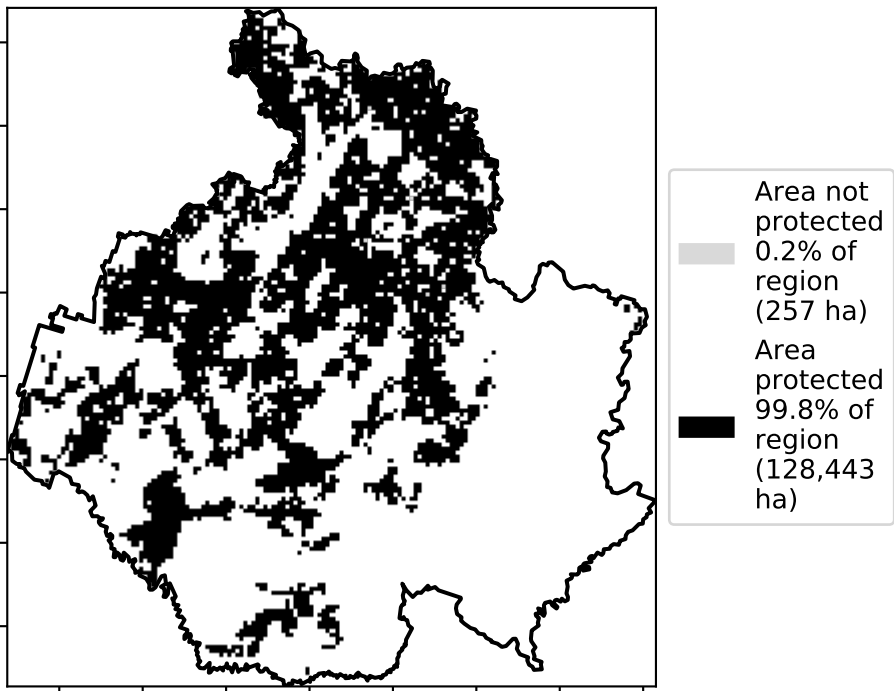 Area not
protected
0.2% of
region
(257 ha)
Area
protected
99.8% of
region
(128,443
ha)